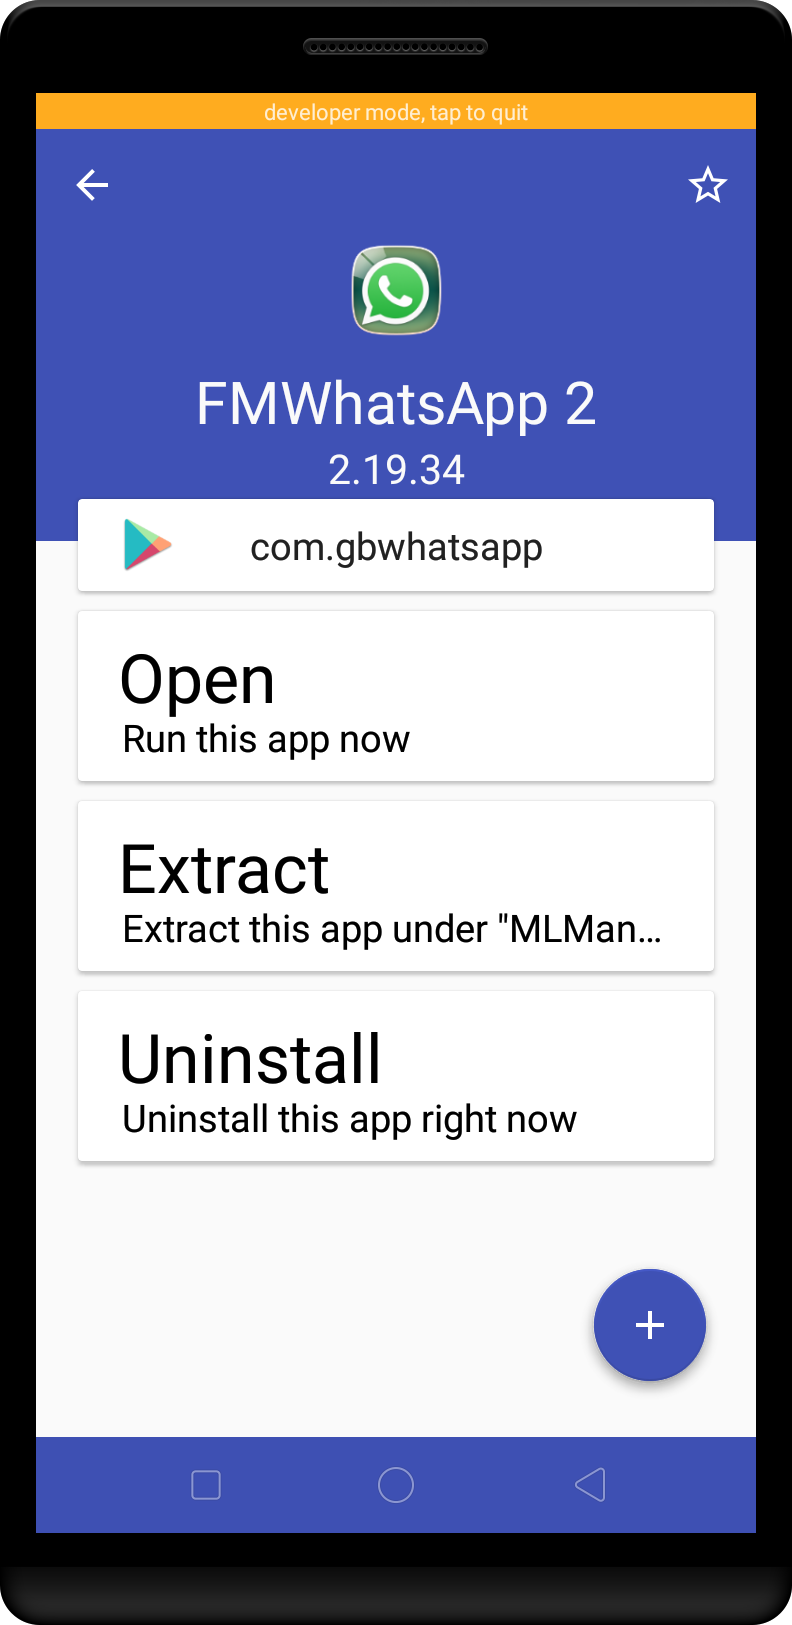 developer mode, tap to quit
FMWhatsApp 2
2.19.34
com.gbwhatsapp
Open
Run this app now
Extract
Extract this app under "MLMan...
Uninstall
Uninstall this app right now